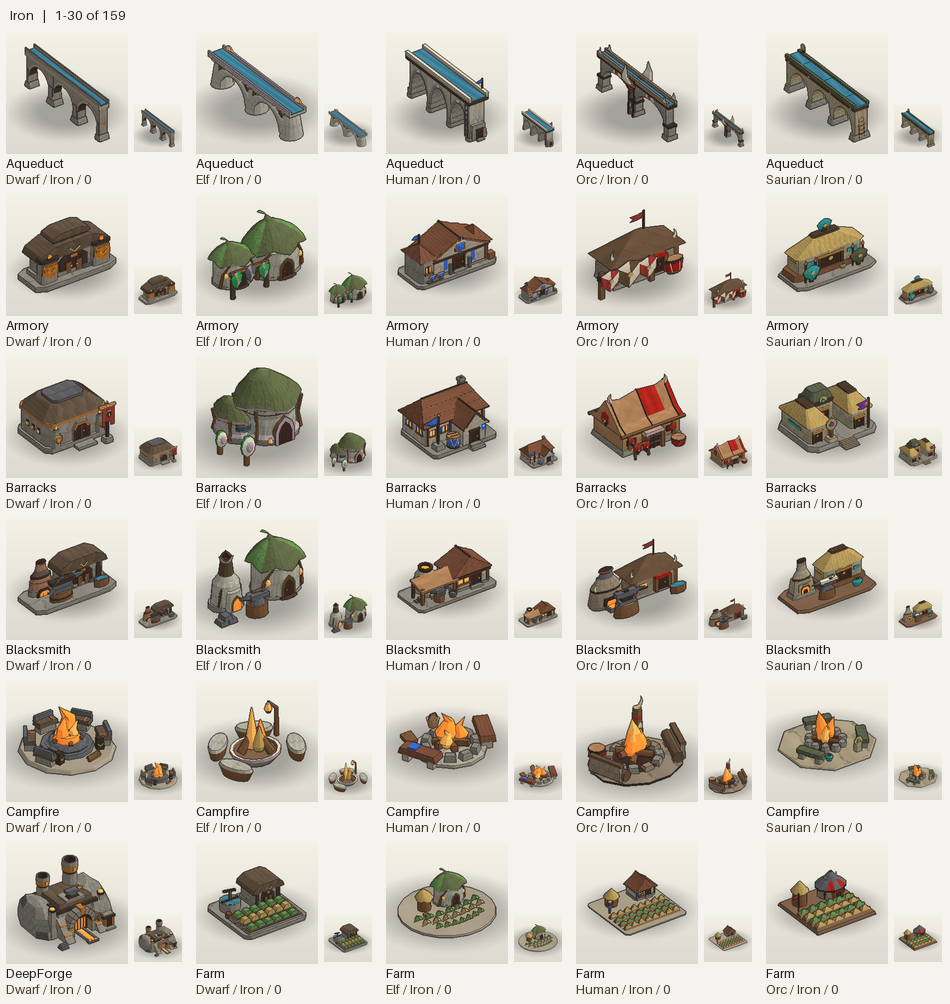 Iron | 1-30 of 159
Aqueduct Aqueduct Aqueduct Aqueduct Aqueduct
Dwarf / Iron / 0 Elf / Iron / 0 Human / Iron / 0 Orc / Iron / 0 Saurian / Iron / 0
Armory Armory Armory Armory Armory
Dwarf / Iron / 0 Elf / Iron / 0 Human / Iron / 0 Orc / Iron / 0 Saurian / Iron / 0
Barracks Barracks Barracks Barracks Barracks
Dwarf / Iron / 0 Elf / Iron / 0 Human / Iron / 0 Orc / Iron / 0 Saurian / Iron / 0
Blacksmith Blacksmith Blacksmith Blacksmith Blacksmith
Dwarf / Iron / 0 Elf / Iron / 0 Human / Iron / 0 Orc / Iron / 0 Saurian / Iron / 0
Campfire Campfire Campfire Campfire Campfire
Dwarf / Iron / 0 Elf / Iron / 0 Human / Iron / 0 Orc / Iron / 0 Saurian / Iron / 0
DeepForge Farm Farm Farm Farm
Dwarf / Iron / 0 Dwarf / Iron / 0 Elf / Iron / 0 Human / Iron / 0 Orc / Iron / 0